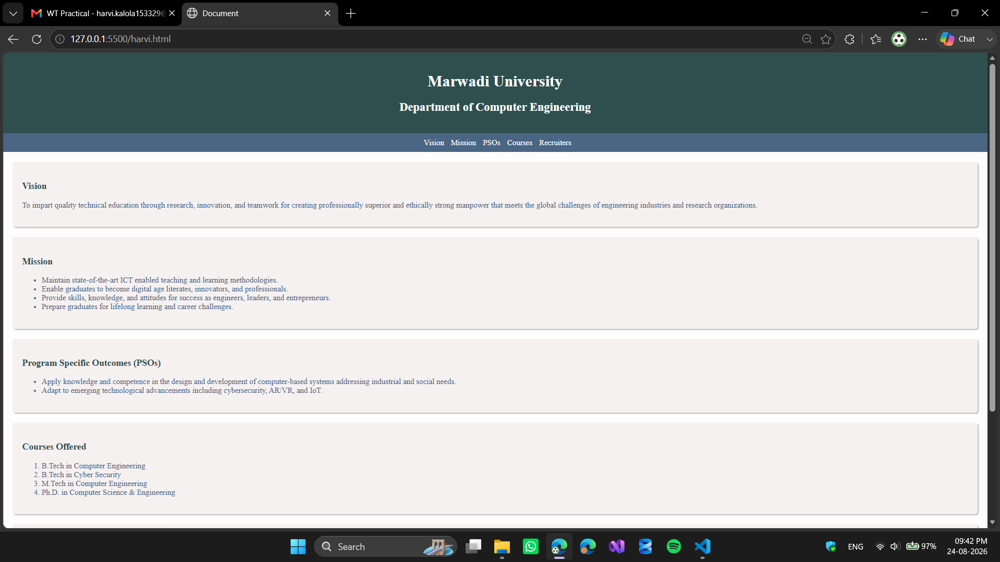 WT Practical - harvi.kalola153329@
Document
127.0.0.1:5500/harvi.html
Chat
Marwadi University
Department of Computer Engineering
Vision Mission PSOs Courses Recruiters
Vision
To impart quality technical education through research, innovation, and teamwork for creating professionally superior and ethically strong manpower that meets the global challenges of engineering industries and research organizations.
Mission
• Maintain state-of-the-art ICT enabled teaching and learning methodologies.
• Enable graduates to become digital age literates, innovators, and professionals.
• Provide skills, knowledge, and attitudes for success as engineers, leaders, and entrepreneurs.
• Prepare graduates for lifelong learning and career challenges.
Program Specific Outcomes (PSOs)
• Apply knowledge and competence in the design and development of computer-based systems addressing industrial and social needs.
• Adapt to emerging technological advancements including cybersecurity, AR/VR, and IoT.
Courses Offered
1. B.Tech in Computer Engineering
2. B.Tech in Cyber Security
3. M.Tech in Computer Engineering
4. Ph.D. in Computer Science & Engineering
Search
ENG
97%
09:42 PM
24-08-2026